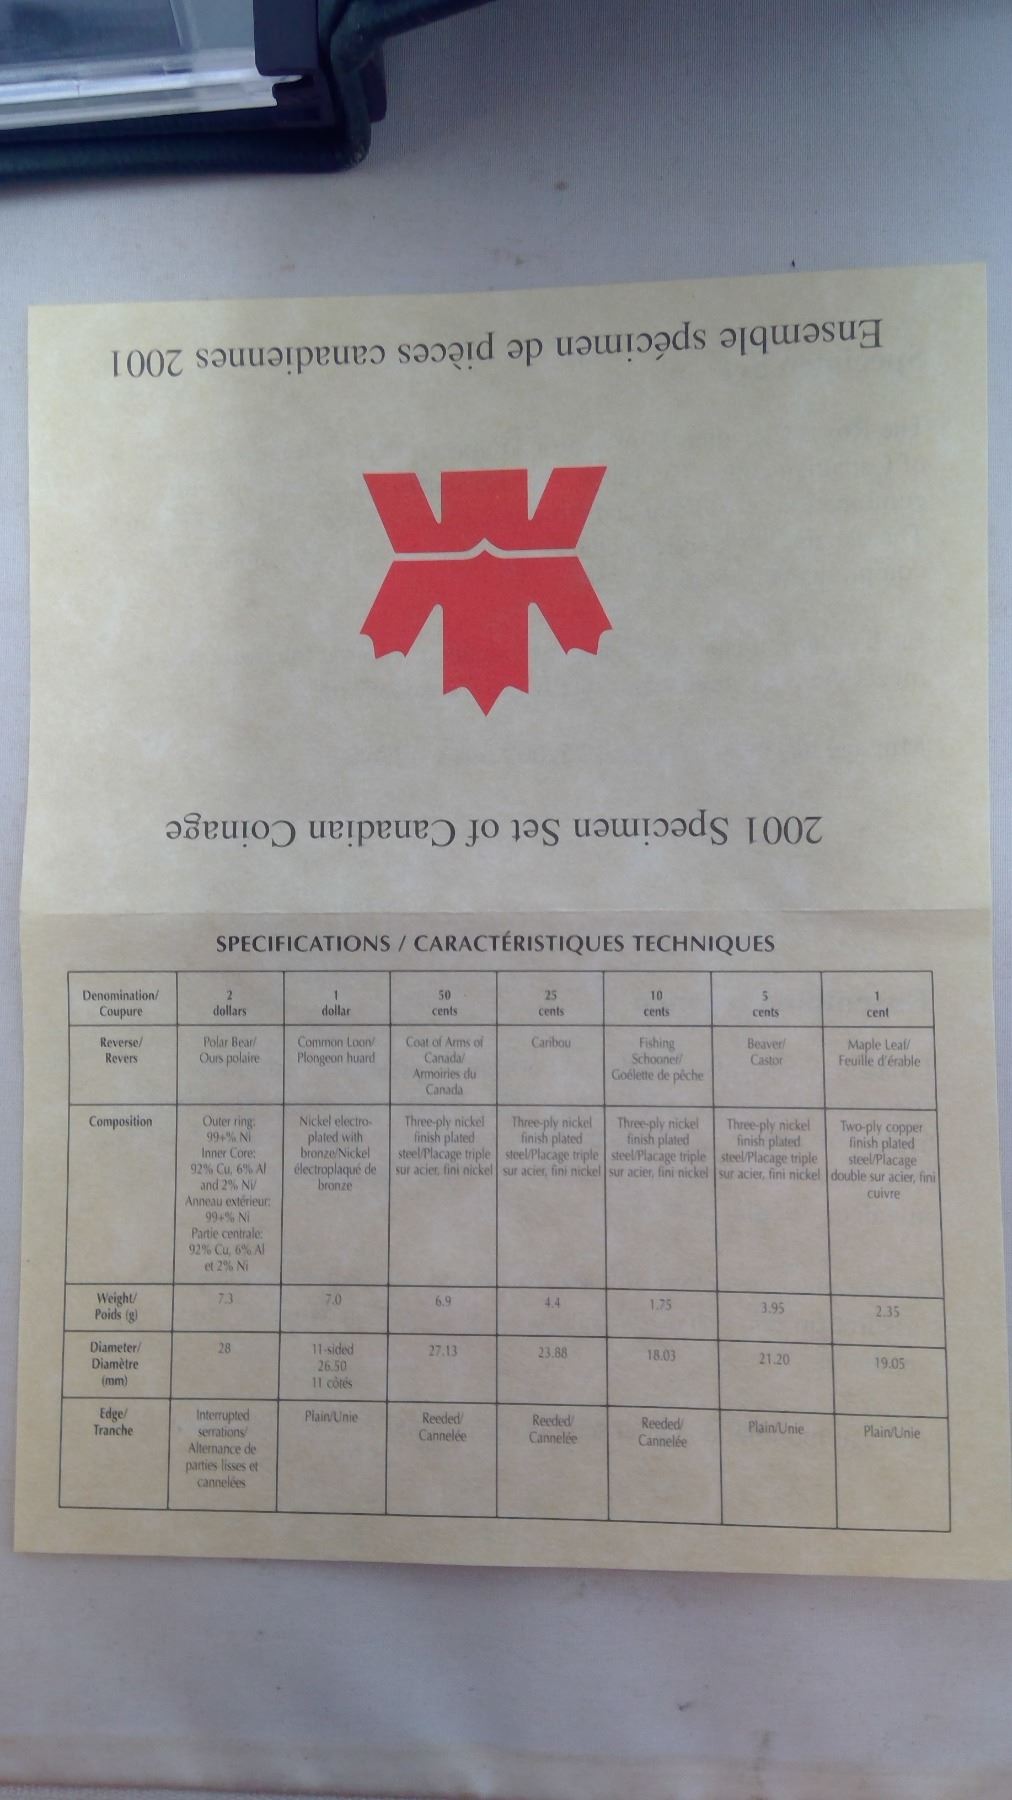 Ensemble spécimen de pièces canadiennes 2001
2001 Specimen Set of Canadian Coinage
SPECIFICATIONS / CARACTÉRISTIQUES TECHNIQUES
Denomination/
Coupure
2
dollars
1
dollar
50
cents
25
cents
10
cents
5
cents
1
cent
Reverse/
Revers
Polar Bear/
Ours polaire
Common Loon/
Plongeon huard
Coat of Arms of
Canada/
Armoiries du
Canada
Caribou
Fishing
Schooner/
Goélette de pêche
Beaver/
Castor
Maple Leaf/
Feuille d'érable
Composition
Outer ring:
99+% Ni
Inner Core:
92% Cu, 6% Al
and 2% Ni/
Anneau extérieur:
99+% Ni
Partie centrale:
92% Cu, 6% Al
et 2% Ni
Nickel electro-
plated with
bronze/Nickel
électroplaqué de
bronze
Three-ply nickel
finish plated
steel/Placage triple
sur acier, fini nickel
Three-ply nickel
finish plated
steel/Placage triple
sur acier, fini nickel
Three-ply nickel
finish plated
steel/Placage triple
sur acier, fini nickel
Three-ply nickel
finish plated
steel/Placage triple
sur acier, fini nickel
Two-ply copper
finish plated
steel/Placage
double sur acier, fini
cuivre
Weight/
Poids (g)
7.3
7.0
6.9
4.4
1.75
3.95
2.35
Diameter/
Diamètre
(mm)
28
11-sided
26.50
11 côtés
27.13
23.88
18.03
21.20
19.05
Edge/
Tranche
Interrupted
serrations/
Alternance de
parties lisses et
cannelées
Plain/Unie
Reeded/
Cannelée
Reeded/
Cannelée
Reeded/
Cannelée
Plain/Unie
Plain/Unie